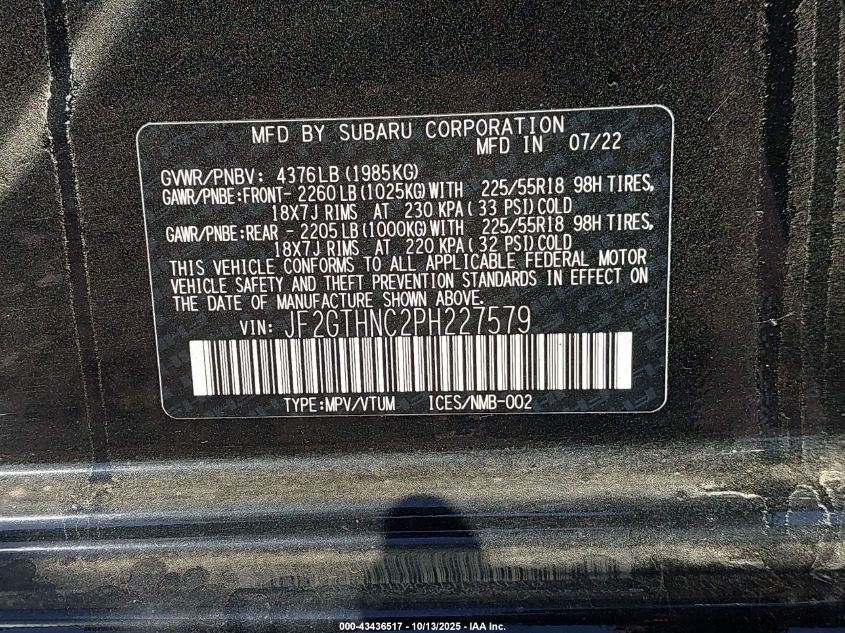 MFD BY SUBARU CORPORATION
MFD IN 07/22
GVWR/PNBV: 4376LB(1985KG)
GAWR/PNBE:FRONT- 2260LB(1025KG)WITH 225/55R18 98H TIRES,
18X7J RIMS AT 230 KPA(33 PSI)COLD
GAWR/PNBE:REAR - 2205LB(1000KG)WITH 225/55R18 98H TIRES,
18X7J RIMS AT 220 KPA(32 PSI)COLD
THIS VEHICLE CONFORMS TO ALL APPLICABLE FEDERAL MOTOR
VEHICLE SAFETY AND THEFT PREVENTION STANDARDS IN EFFECT ON
THE DATE OF MANUFACTURE SHOWN ABOVE.
VIN: JF2GTHNC2PH227579
TYPE:MPV/VTUM ICES/NMB-002
000-43436517 - 10/13/2025 - IAA Inc.